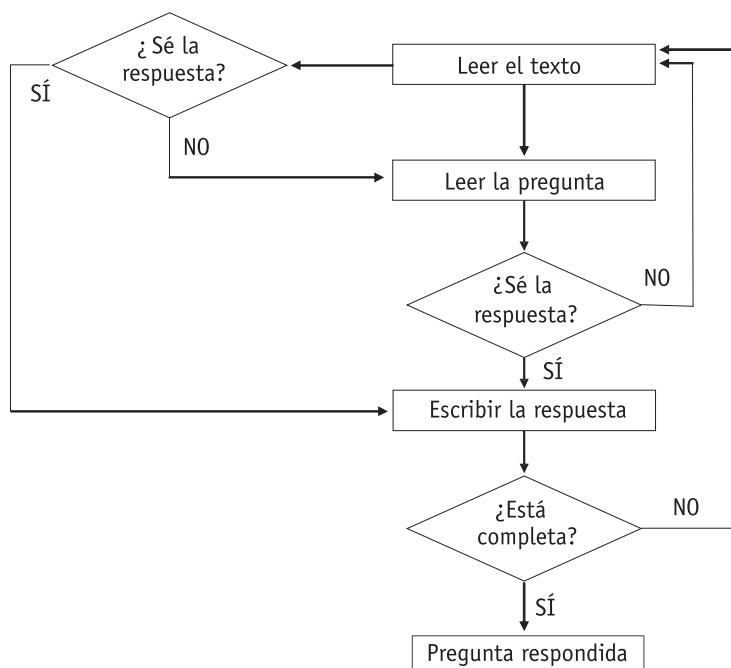 ¿Sé la
respuesta?
Leer el texto
SÍ
NO
Leer la pregunta
¿Sé la
respuesta?
NO
SÍ
Escribir la respuesta
¿Está
completa?
NO
SÍ
Pregunta respondida